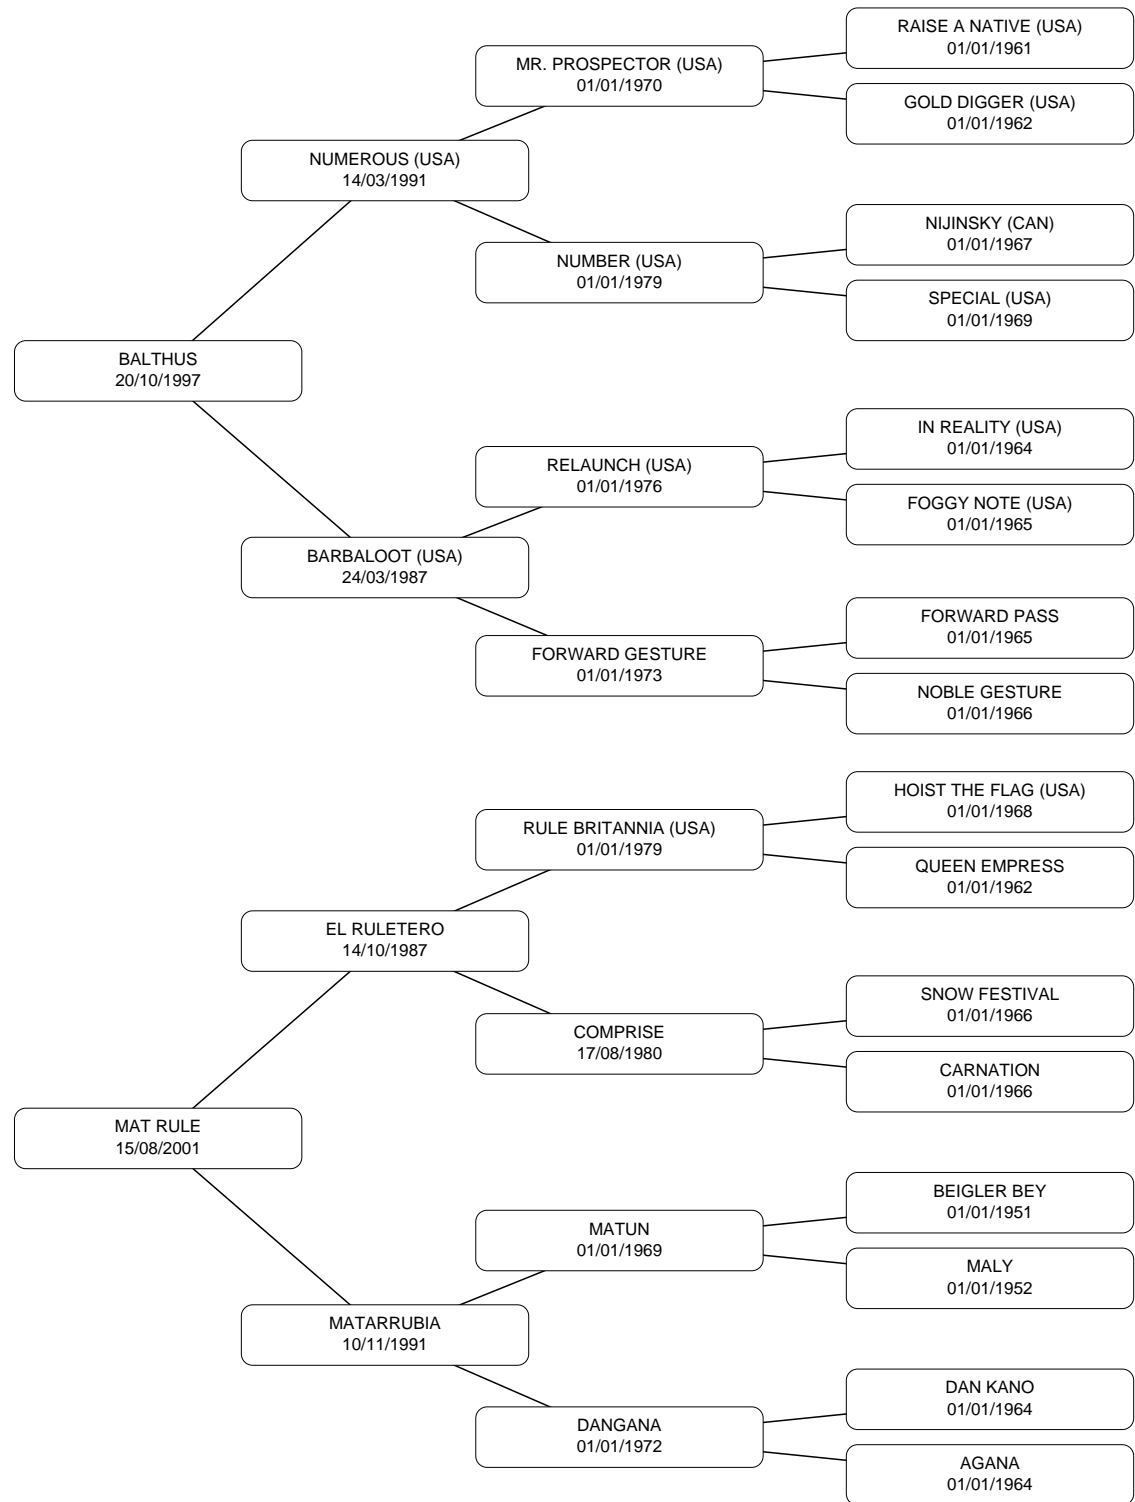 RAISE A NATIVE (USA)
01/01/1961
MR. PROSPECTOR (USA)
01/01/1970
GOLD DIGGER (USA)
01/01/1962
NUMEROUS (USA)
14/03/1991
NIJINSKY (CAN)
01/01/1967
NUMBER (USA)
01/01/1979
SPECIAL (USA)
01/01/1969
BALTHUS
20/10/1997
IN REALITY (USA)
01/01/1964
RELAUNCH (USA)
01/01/1976
FOGGY NOTE (USA)
01/01/1965
BARBALOOT (USA)
24/03/1987
FORWARD PASS
01/01/1965
FORWARD GESTURE
01/01/1973
NOBLE GESTURE
01/01/1966
HOIST THE FLAG (USA)
01/01/1968
RULE BRITANNIA (USA)
01/01/1979
QUEEN EMPRESS
01/01/1962
EL RULETERO
14/10/1987
SNOW FESTIVAL
01/01/1966
COMPRISE
17/08/1980
CARNATION
01/01/1966
MAT RULE
15/08/2001
BEIGLER BEY
01/01/1951
MATUN
01/01/1969
MALY
01/01/1952
MATARRUBIA
10/11/1991
DAN KANO
01/01/1964
DANGANA
01/01/1972
AGANA
01/01/1964